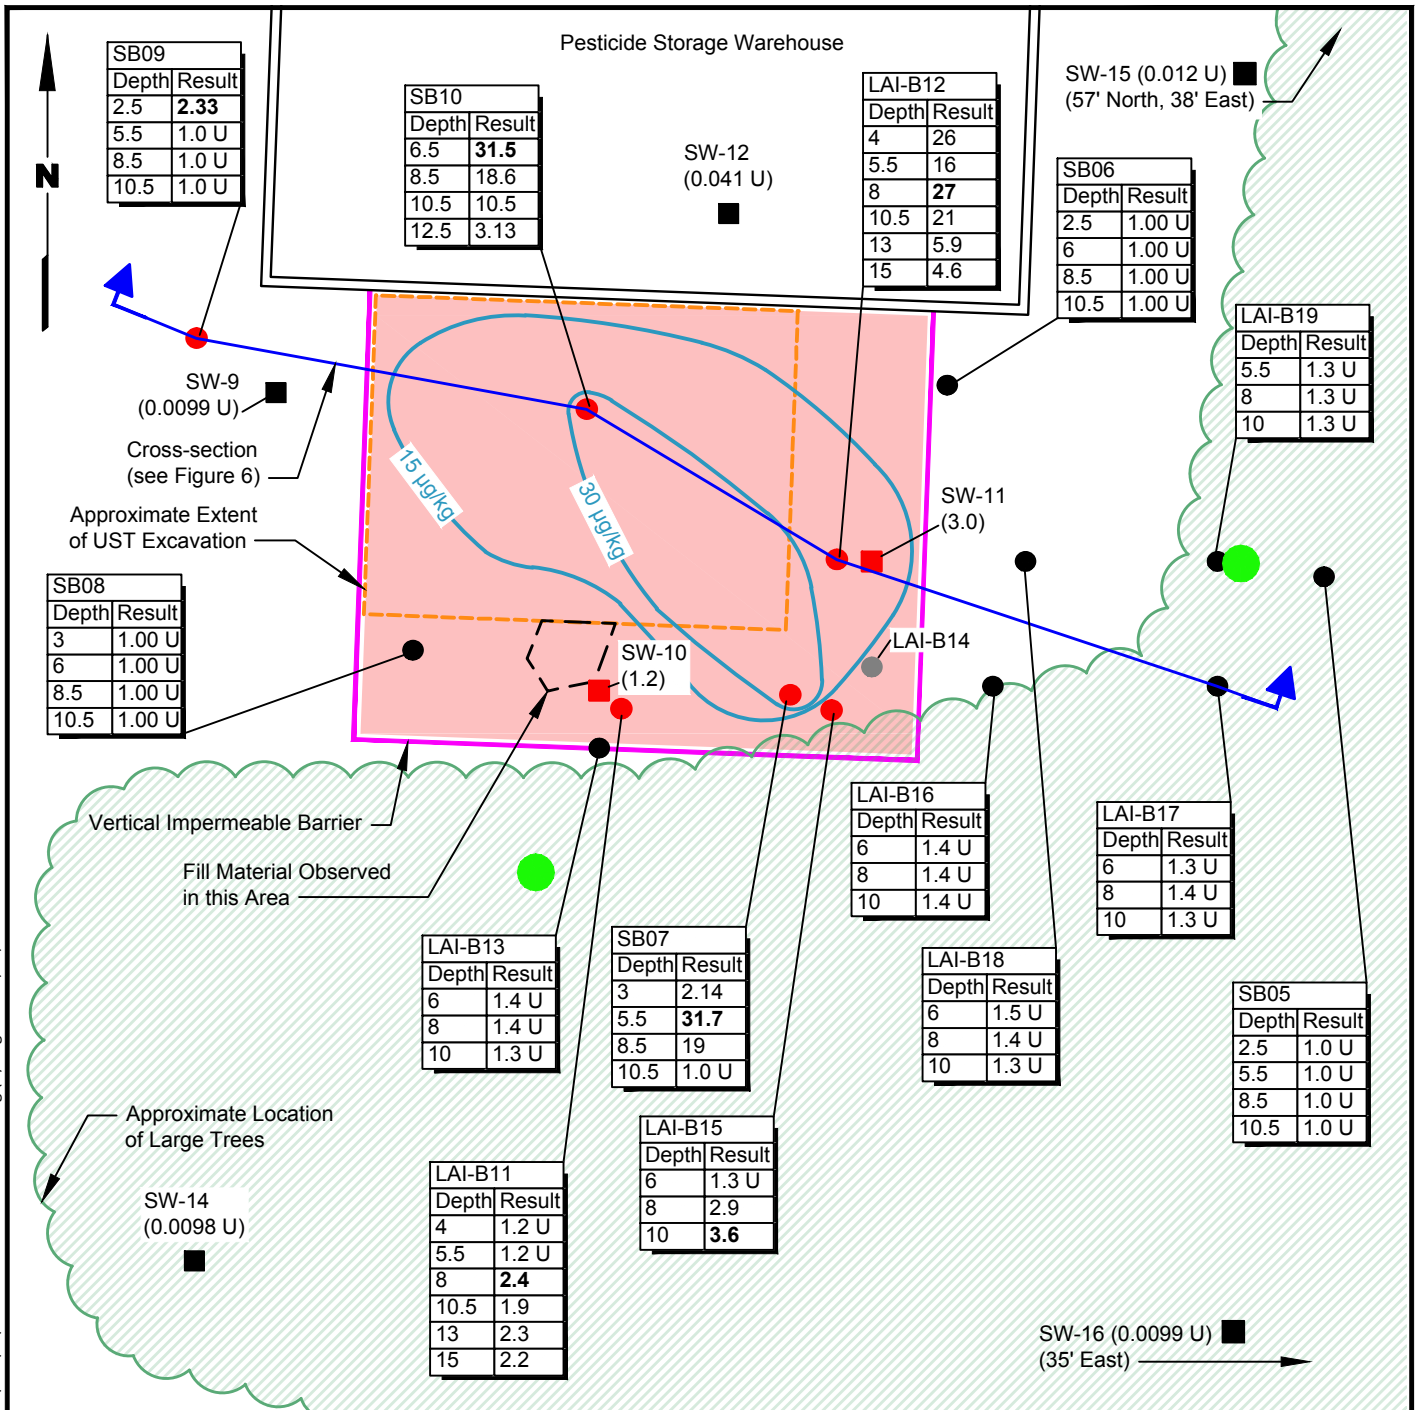 Pesticide Storage Warehouse
N
SB09
Depth Result
2.5 2.33
5.5 1.0 U
8.5 1.0 U
10.5 1.0 U
SB10
Depth Result
6.5 31.5
8.5 18.6
10.5 10.5
12.5 3.13
SW-12
(0.041 U)
LAI-B12
Depth Result
4 26
5.5 16
8 27
10.5 21
13 5.9
15 4.6
SW-15 (0.012 U)
(57' North, 38' East)
SB06
Depth Result
2.5 1.00 U
6 1.00 U
8.5 1.00 U
10.5 1.00 U
LAI-B19
Depth Result
5.5 1.3 U
8 1.3 U
10 1.3 U
SW-9
(0.0099 U)
Cross-section
(see Figure 6)
15 µg/kg
30 µg/kg
SW-11
(3.0)
Approximate Extent
of UST Excavation
SB08
Depth Result
3 1.00 U
6 1.00 U
8.5 1.00 U
10.5 1.00 U
SW-10
(1.2)
LAI-B14
Vertical Impermeable Barrier
Fill Material Observed
in this Area
LAI-B16
Depth Result
6 1.4 U
8 1.4 U
10 1.4 U
LAI-B17
Depth Result
6 1.3 U
8 1.4 U
10 1.3 U
LAI-B13
Depth Result
6 1.4 U
8 1.4 U
10 1.3 U
SB07
Depth Result
3 2.14
5.5 31.7
8.5 19
10.5 1.0 U
LAI-B18
Depth Result
6 1.5 U
8 1.4 U
10 1.3 U
SB05
Depth Result
2.5 1.0 U
5.5 1.0 U
8.5 1.0 U
10.5 1.0 U
Approximate Location
of Large Trees
LAI-B15
Depth Result
6 1.3 U
8 2.9
10 3.6
LAI-B11
Depth Result
4 1.2 U
5.5 1.2 U
8 2.4
10.5 1.9
13 2.3
15 2.2
SW-14
(0.0098 U)
SW-16 (0.0099 U)
(35' East)